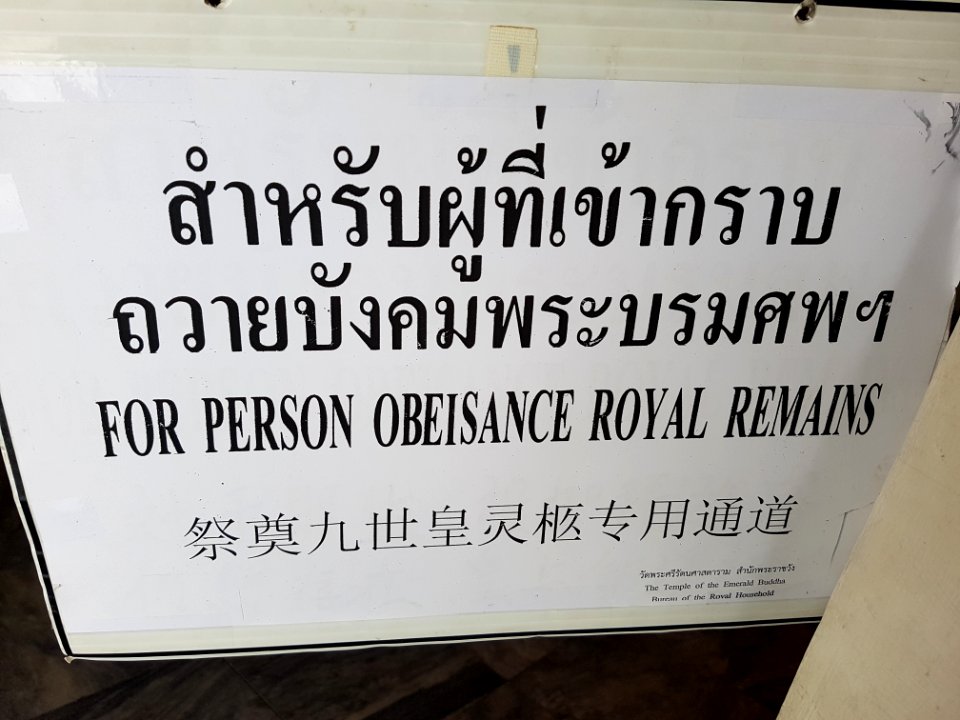 สำหรับผู้ที่เข้ากราบ
ถวายบังคมพระบรมศพฯ
FOR PERSON OBEISANCE ROYAL REMAINS
祭奠九世皇灵柩专用通道
วัดพระศรีรัตนศาสดาราม สำนักพระราชวัง
The Temple of the Emerald Buddha
Bureau of the Royal Household